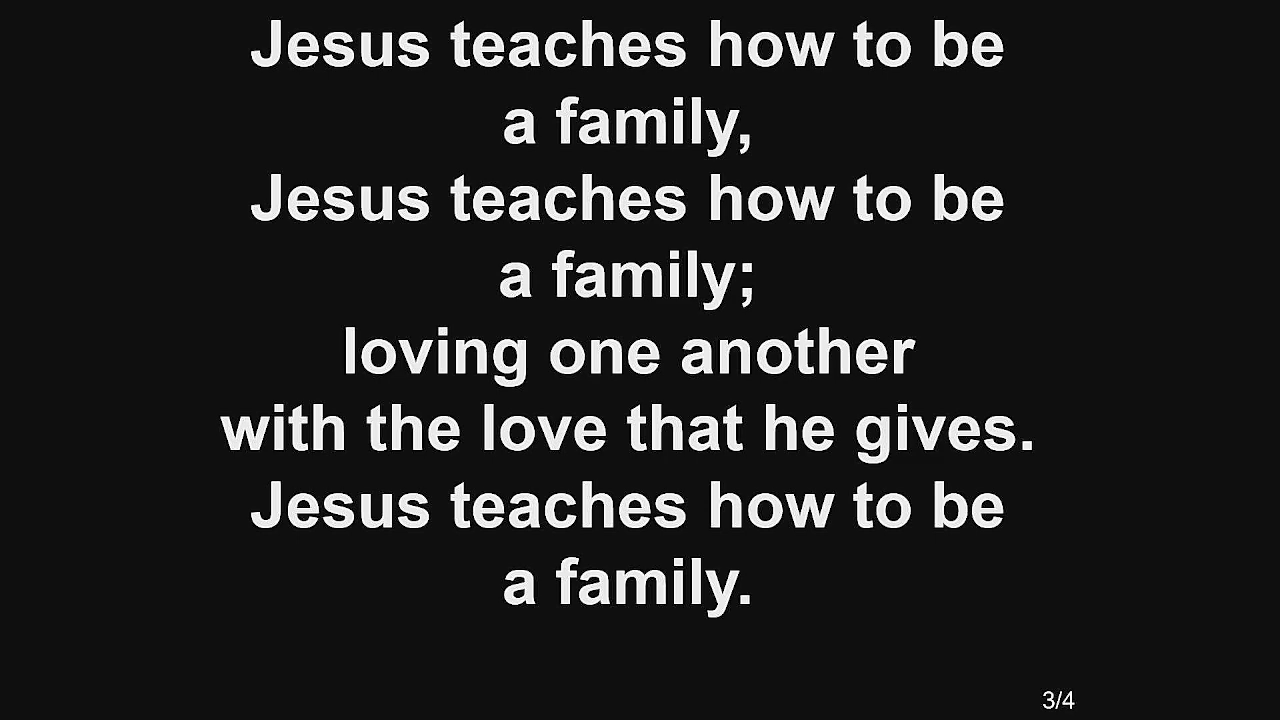 Jesus teaches how to be
a family,
Jesus teaches how to be
a family;
loving one another
with the love that he gives.
Jesus teaches how to be
a family.
3/4